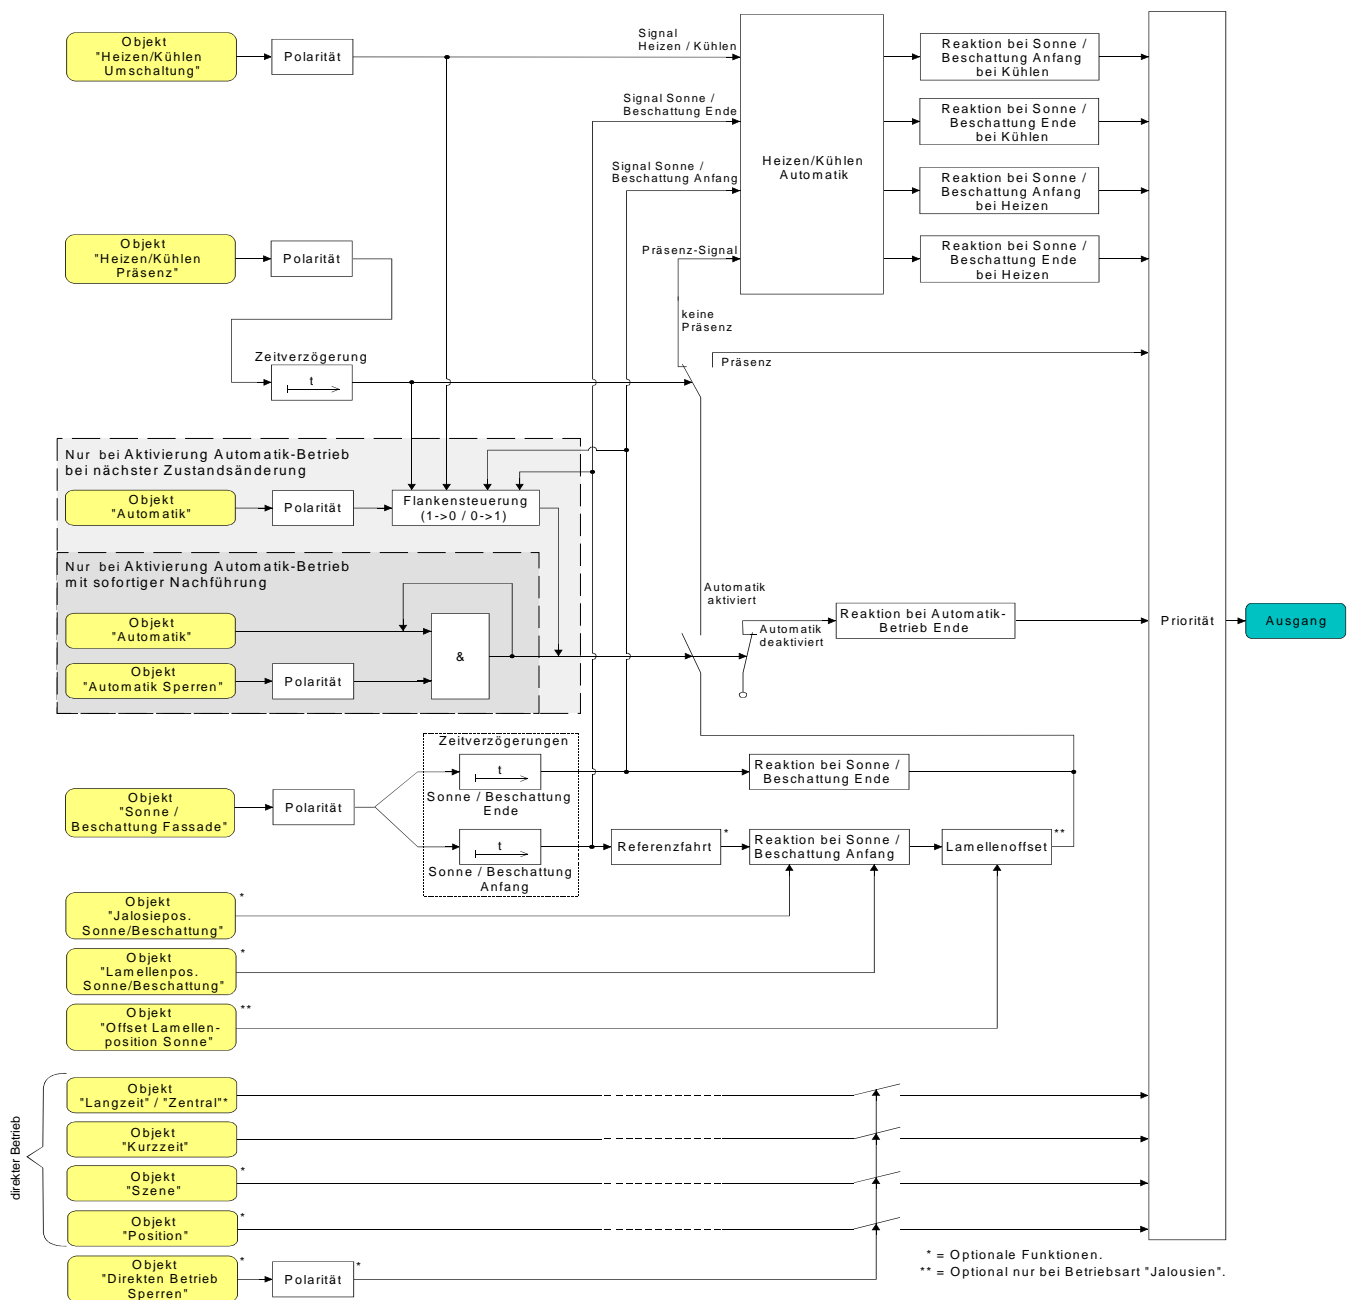 Objekt
"Heizen/Kühlen
Umschaltung"
Polarität
Signal
Heizen / Kühlen
Signal Sonne /
Beschattung Ende
Signal Sonne /
Beschattung Anfang
Präsenz-Signal
Heizen/Kühlen
Automatik
Reaktion bei Sonne /
Beschattung Anfang
bei Kühlen
Reaktion bei Sonne /
Beschattung Ende
bei Kühlen
Reaktion bei Sonne /
Beschattung Anfang
bei Heizen
Reaktion bei Sonne /
Beschattung Ende
bei Heizen
Objekt
"Heizen/Kühlen
Präsenz"
Polarität
keine
Präsenz
Präsenz
Zeitverzögerung
t
Nur bei Aktivierung Automatik-Betrieb
bei nächster Zustandsänderung
Objekt
"Automatik"
Polarität
Flankensteuerung
(1->0 / 0->1)
Nur bei Aktivierung Automatik-Betrieb
mit sofortiger Nachführung
Objekt
"Automatik"
Objekt
"Automatik Sperren"
Polarität
&
Automatik
aktiviert
Automatik
deaktiviert
Reaktion bei Automatik-
Betrieb Ende
Priorität
Ausgang
Zeitverzögerungen
t
Sonne / Beschattung
Ende
t
Sonne / Beschattung
Anfang
Objekt
"Sonne /
Beschattung Fassade"
Polarität
Reaktion bei Sonne /
Beschattung Ende
Referenzfahrt
*
Reaktion bei Sonne /
Beschattung Anfang
Lamellenoffset
**
Objekt
"Jalosiepos.
Sonne/Beschattung"
*
Objekt
"Lamellenpos.
Sonne/Beschattung"
*
Objekt
"Offset Lamellen-
position Sonne"
**
direkter Betrieb
Objekt
"Langzeit" / "Zentral"*
Objekt
"Kurzzeit"
Objekt
"Szene"
*
Objekt
"Position"
*
Objekt
"Direkten Betrieb
Sperren"
*
Polarität
*
* = Optionale Funktionen.
** = Optional nur bei Betriebsart "Jalousien".